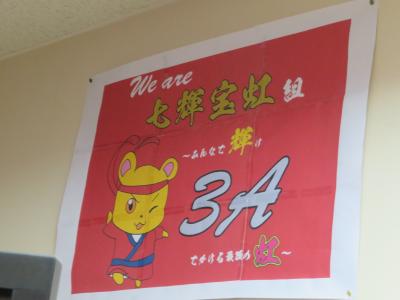 We are
七輝宝虹組
～みんなで輝け
3A
でかける最高の虹～